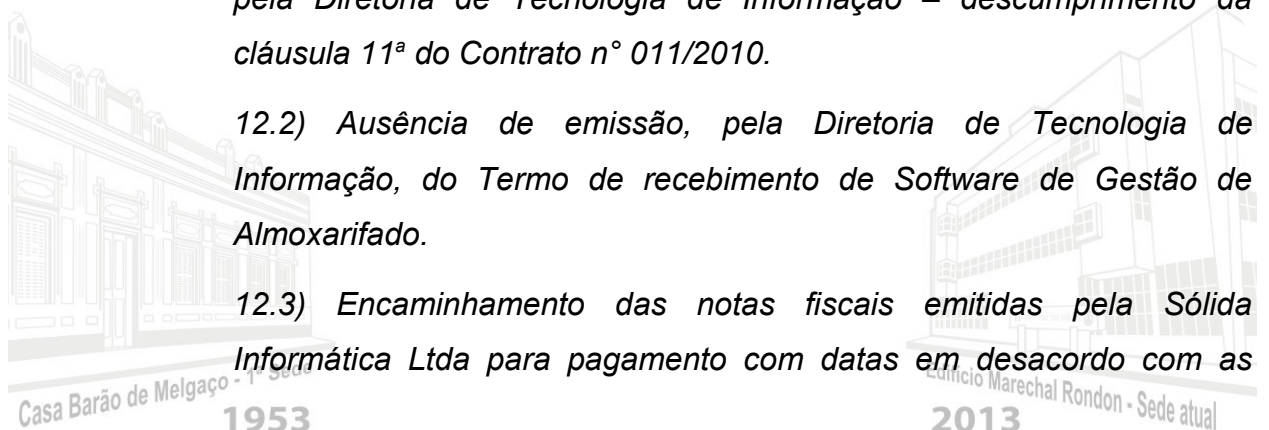 pela Diretoria de Tecnologia de Informação – descumprimento da
cláusula 11ª do Contrato n° 011/2010.
12.2) Ausência de emissão, pela Diretoria de Tecnologia de
Informação, do Termo de recebimento de Software de Gestão de
Almoxarifado.
12.3) Encaminhamento das notas fiscais emitidas pela Sólida
Informática Ltda para pagamento com datas em desacordo com as
Casa Barão de Melgaço - 1ª Sede
1953
Edifício Marechal Rondon - Sede atual
2013